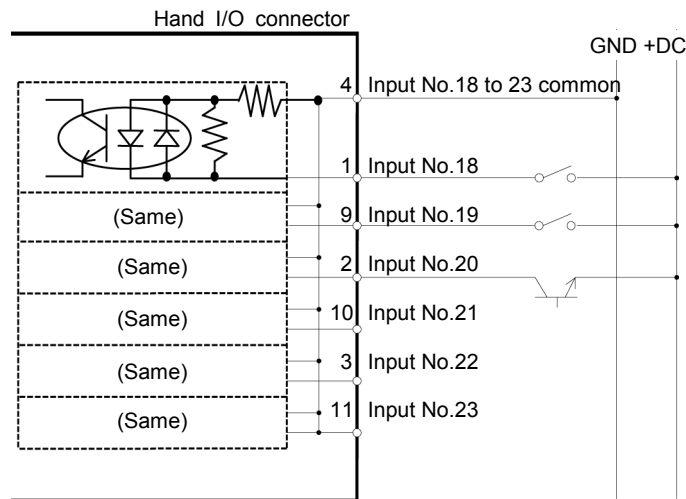 Hand I/O connector
GND +DC
4 Input No.18 to 23 common
1 Input No.18
(Same)
9 Input No.19
(Same)
2 Input No.20
(Same)
10 Input No.21
(Same)
3 Input No.22
(Same)
11 Input No.23